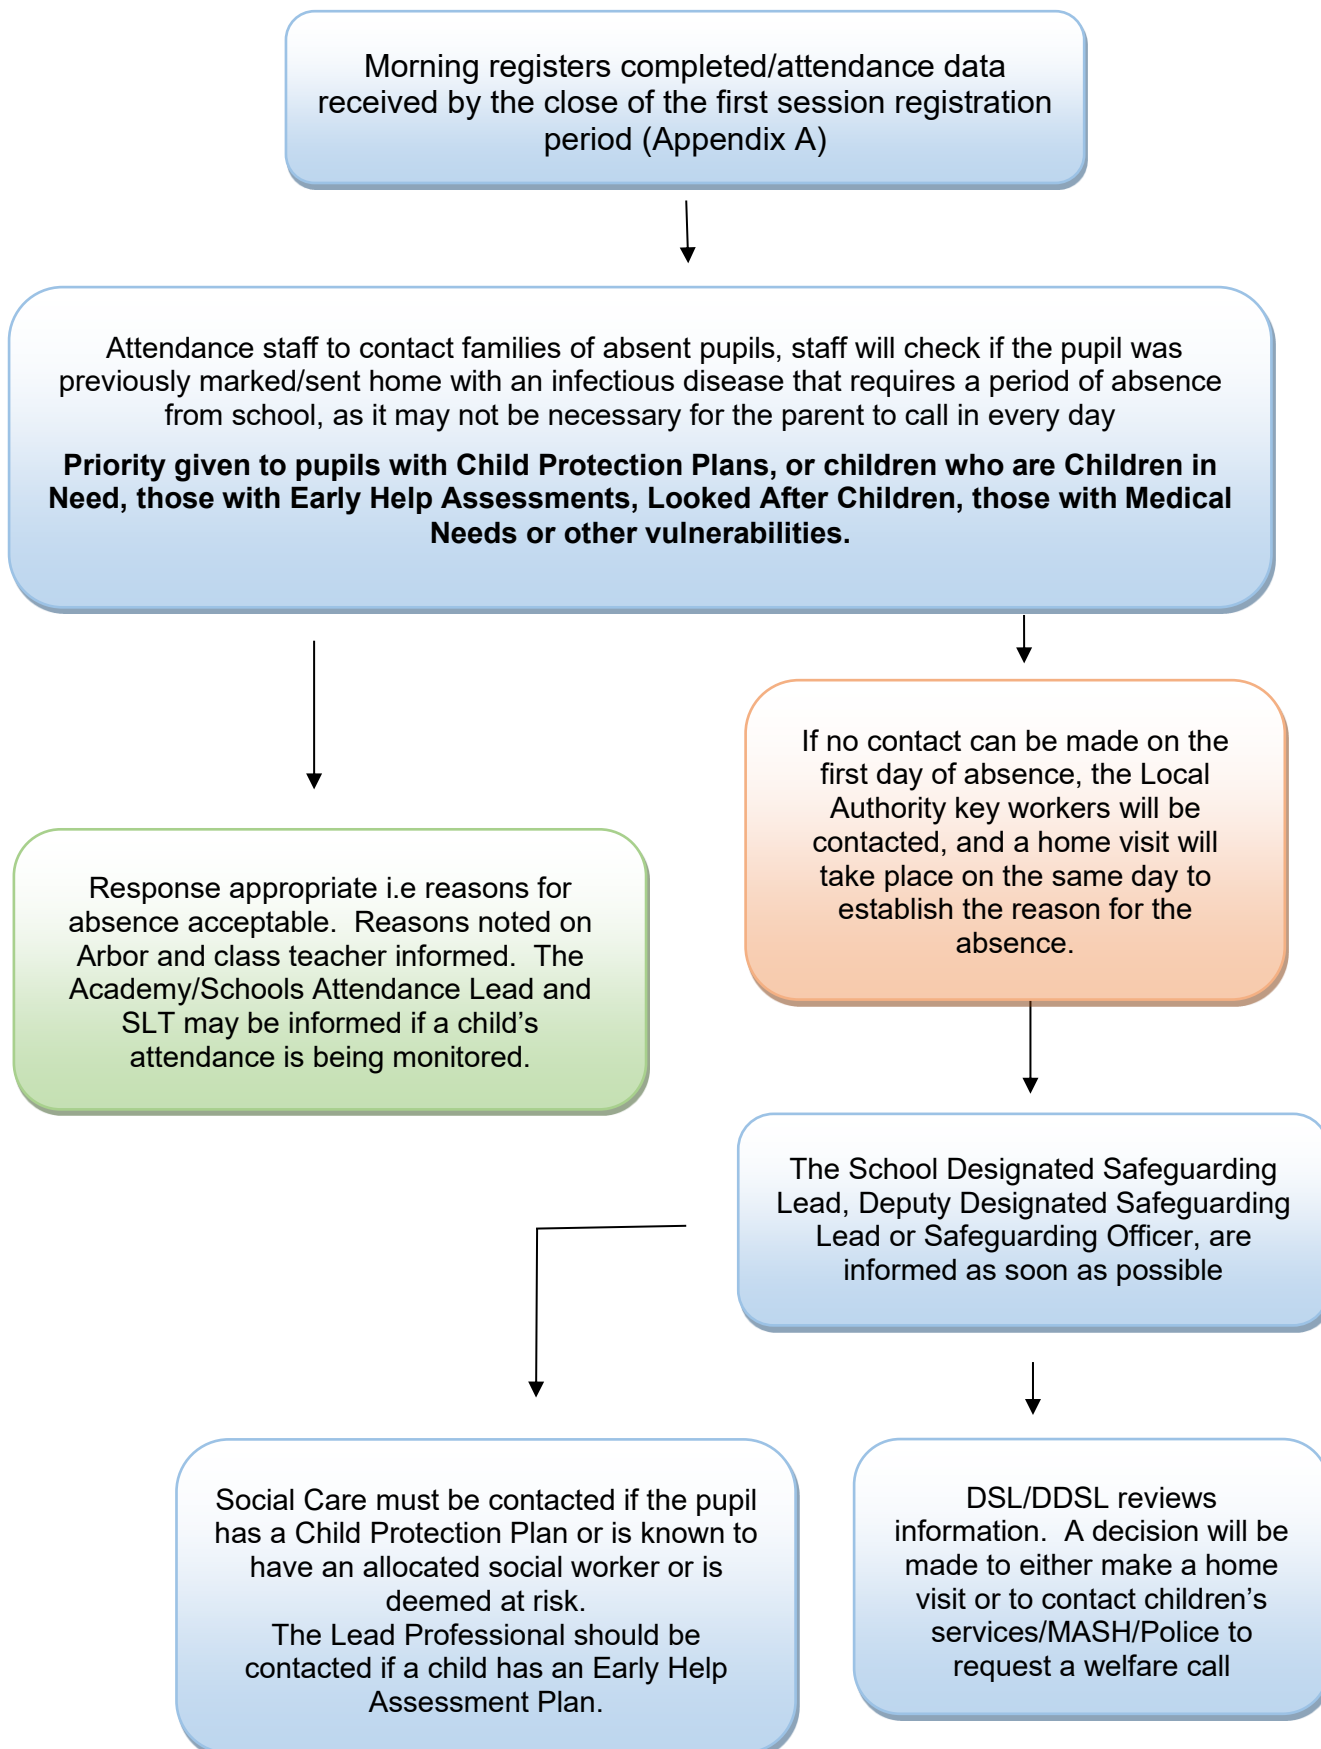 Morning registers completed/attendance data
received by the close of the first session registration
period (Appendix A)
Attendance staff to contact families of absent pupils, staff will check if the pupil was
previously marked/sent home with an infectious disease that requires a period of absence
from school, as it may not be necessary for the parent to call in every day
Priority given to pupils with Child Protection Plans, or children who are Children in
Need, those with Early Help Assessments, Looked After Children, those with Medical
Needs or other vulnerabilities.
If no contact can be made on the
first day of absence, the Local
Authority key workers will be
contacted, and a home visit will
take place on the same day to
establish the reason for the
absence.
Response appropriate i.e reasons for
absence acceptable.  Reasons noted on
Arbor and class teacher informed.  The
Academy/Schools Attendance Lead and
SLT may be informed if a child’s
attendance is being monitored.
The School Designated Safeguarding
Lead, Deputy Designated Safeguarding
Lead or Safeguarding Officer, are
informed as soon as possible
Social Care must be contacted if the pupil
has a Child Protection Plan or is known to
have an allocated social worker or is
deemed at risk.
The Lead Professional should be
contacted if a child has an Early Help
Assessment Plan.
DSL/DDSL reviews
information.  A decision will be
made to either make a home
visit or to contact children’s
services/MASH/Police to
request a welfare call